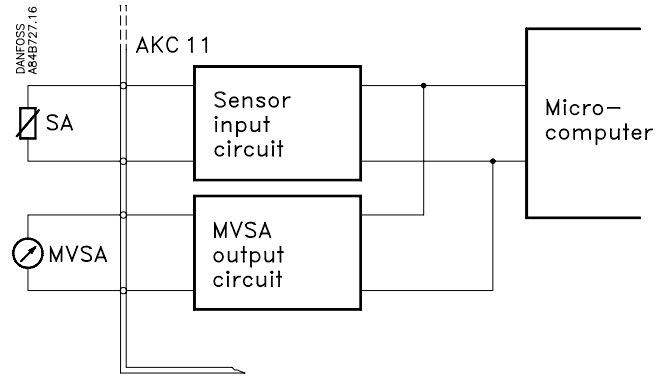 DANFOSS
A84B727.16
AKC 11
SA
Sensor
input
circuit
Micro-
computer
MVSA
MVSA
output
circuit